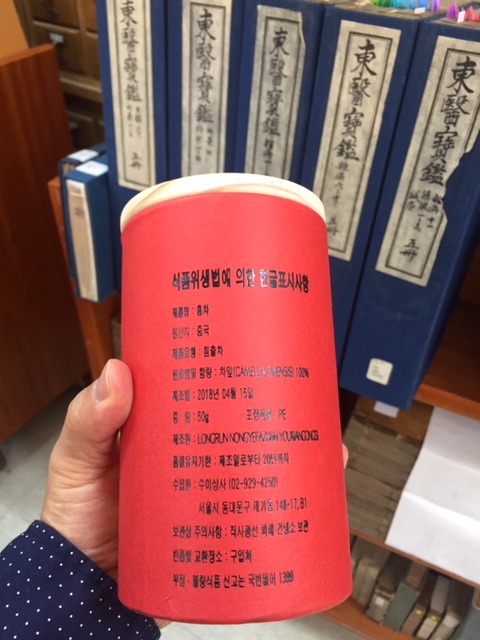 東醫寶鑑
五冊
東醫寶鑑
東醫寶鑑
東醫寶鑑
東醫寶鑑
五冊
식품위생법에 의한 한글표시사항
제품명 : 홍차
원산지 : 중국
제품유형 : 침출차
원료명및 함량 : 차잎(CAMELLIA SINENSIS) 100%
제조일 : 2018년 04월 15일
중 량 : 50g 포장재질 PE
제조원 : LONGRUN
품질유지기한 : 제조일로부터 20년까지
수입원 : 수미상사 (02-929-4250)
서울시 동대문구 제기동 148-17, B1
보관상 주의사항 : 직사광선 피해 건냉소 보관
반품및 교환장소 : 구입처
부정 · 불량식품 신고는 국번없이 1399